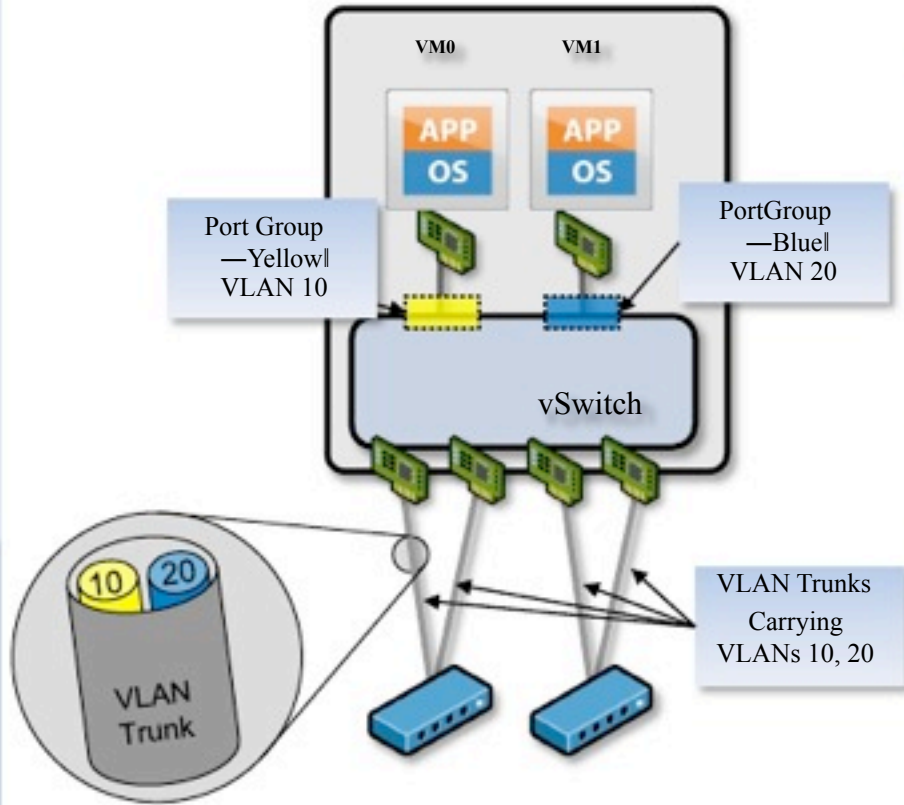 VM0
VM1
APP
OS
APP
OS
Port Group
—Yellow‖
VLAN 10
PortGroup
—Blue‖
VLAN 20
vSwitch
10
20
VLAN
Trunk
VLAN Trunks
Carrying
VLANs 10, 20